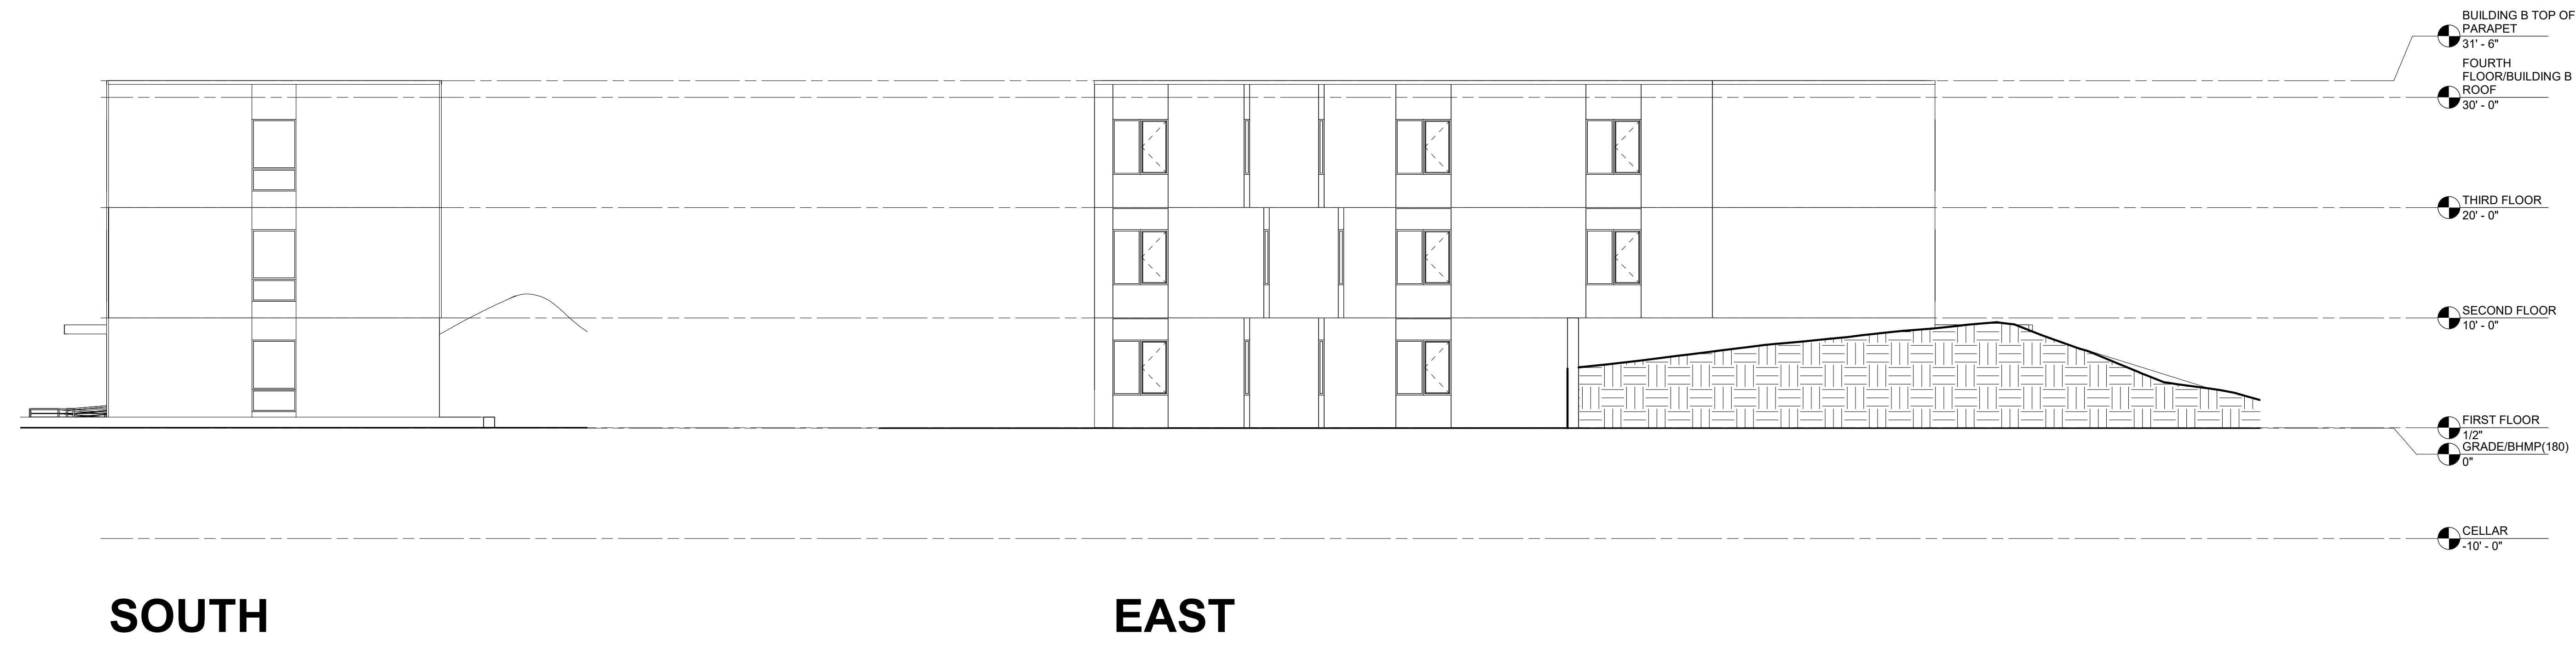 BUILDING B TOP OF
PARAPET
31' - 6"
FOURTH
FLOOR/BUILDING B
ROOF
30' - 0"
THIRD FLOOR
20' - 0"
SECOND FLOOR
10' - 0"
FIRST FLOOR
1/2"
GRADE/BHMP(180)
0"
CELLAR
-10' - 0"
SOUTH
EAST